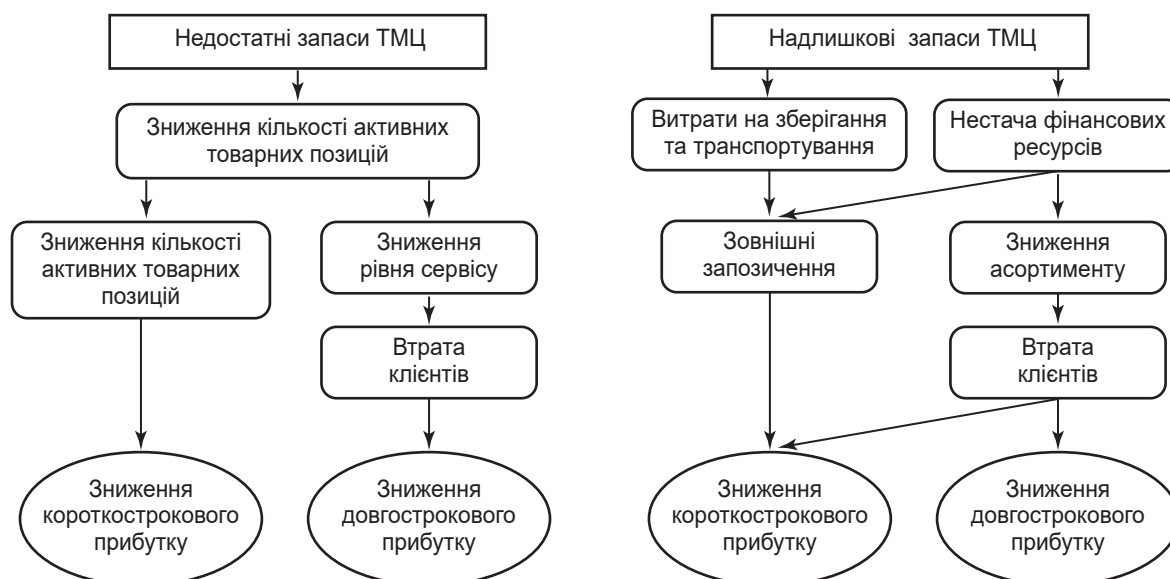 Недостатні запаси ТМЦ
Зниження кількості активних
товарних позицій
Зниження кількості
активних товарних
позицій
Зниження
рівня сервісу
Втрата
клієнтів
Зниження
короткострокового
прибутку
Зниження
довгострокового
прибутку
Надлишкові запаси ТМЦ
Витрати на зберігання
та транспортування
Нестача фінансових
ресурсів
Зовнішні
запозичення
Зниження
асортименту
Втрата
клієнтів
Зниження
короткострокового
прибутку
Зниження
довгострокового
прибутку